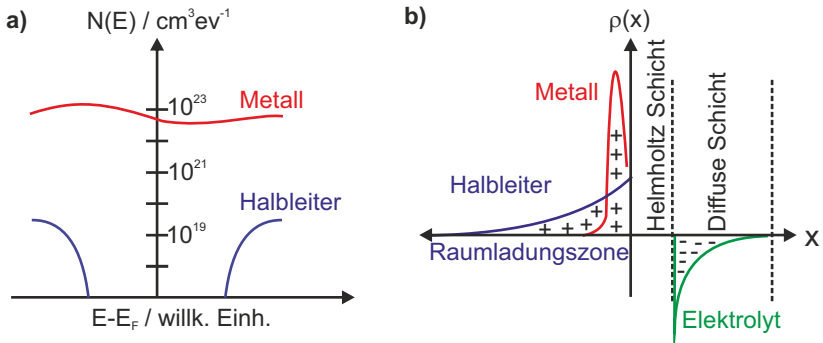 a)
N(E) / cm³ev⁻¹
10²³
Metall
10²¹
Halbleiter
10¹⁹
E-E_F / willk. Einh.
b)
ρ(x)
Metall
Halbleiter
Raumladungszone
Helmholtz Schicht
Diffuse Schicht
x
Elektrolyt